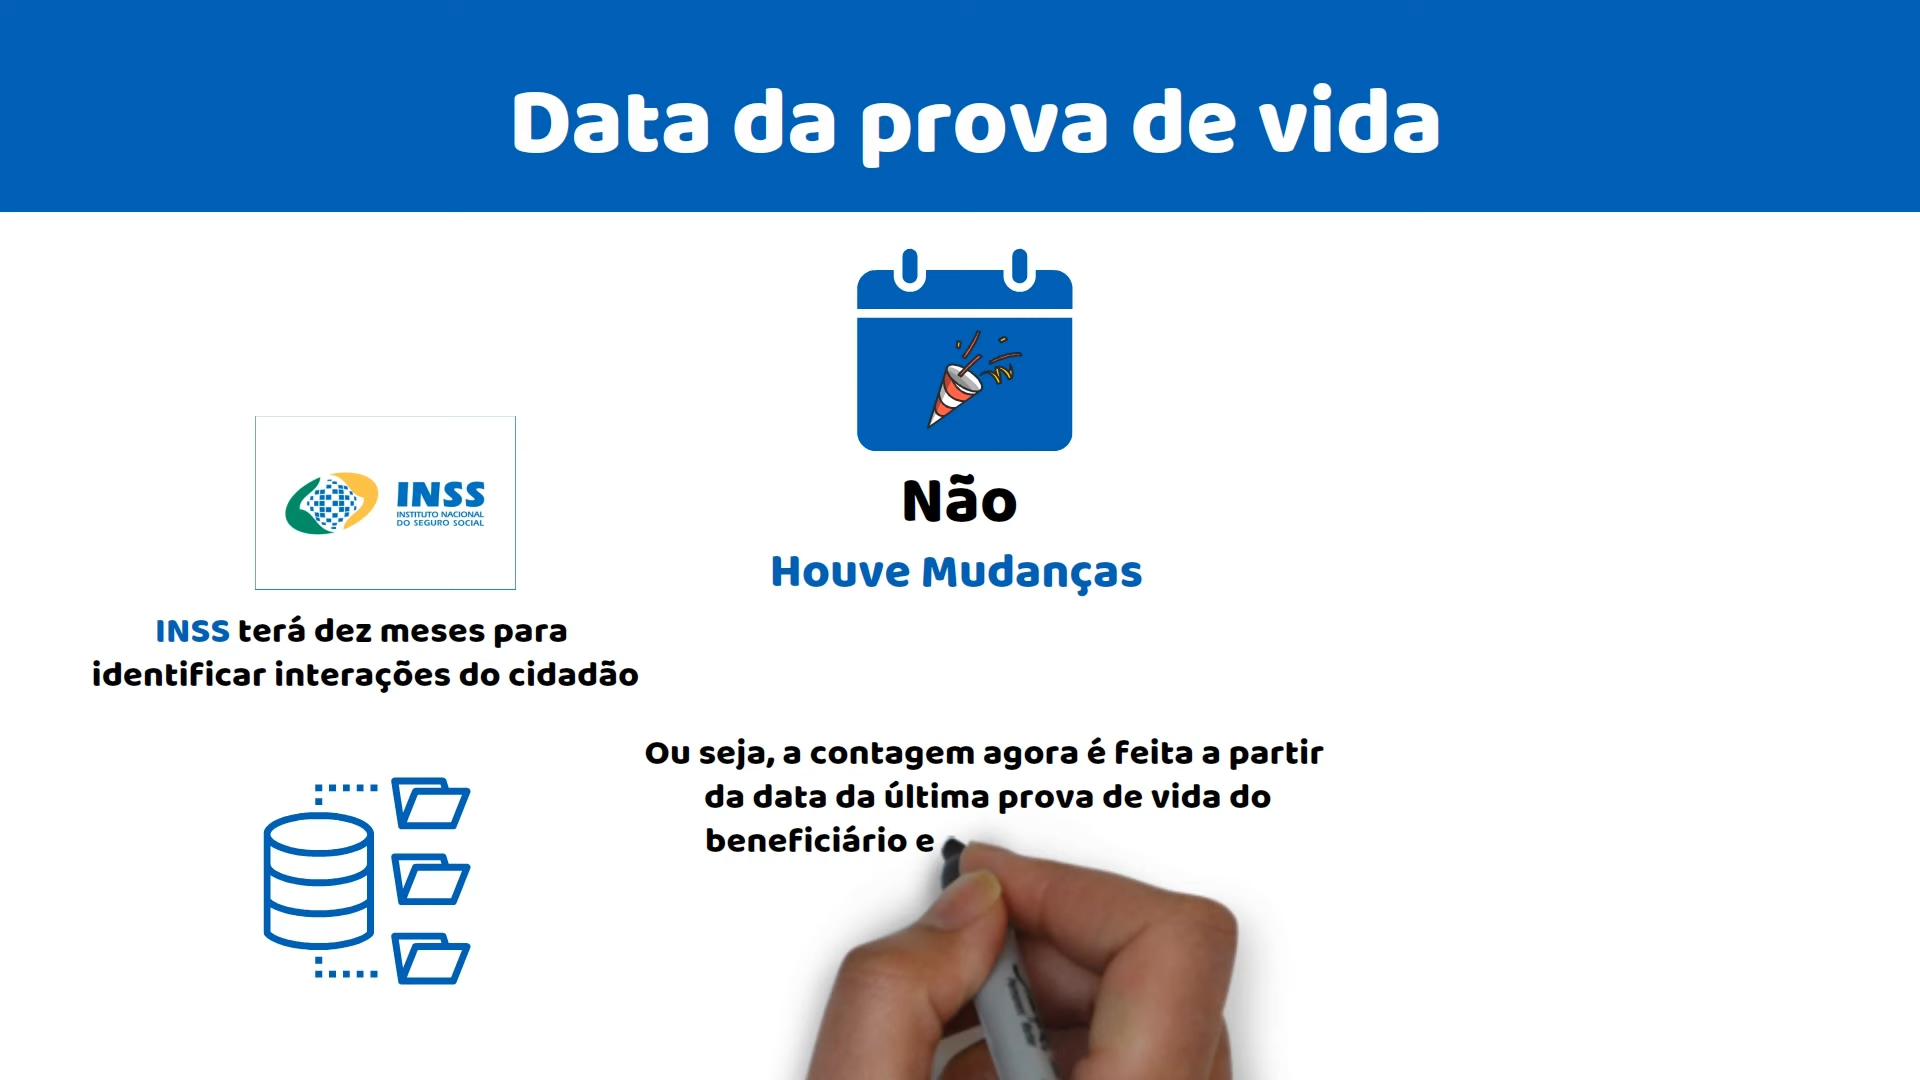 Data da prova de vida
INSS
INSTITUTO NACIONAL
DO SEGURO SOCIAL
Não
Houve Mudanças
INSS terá dez meses para
identificar interações do cidadão
Ou seja, a contagem agora é feita a partir
da data da última prova de vida do
beneficiário e